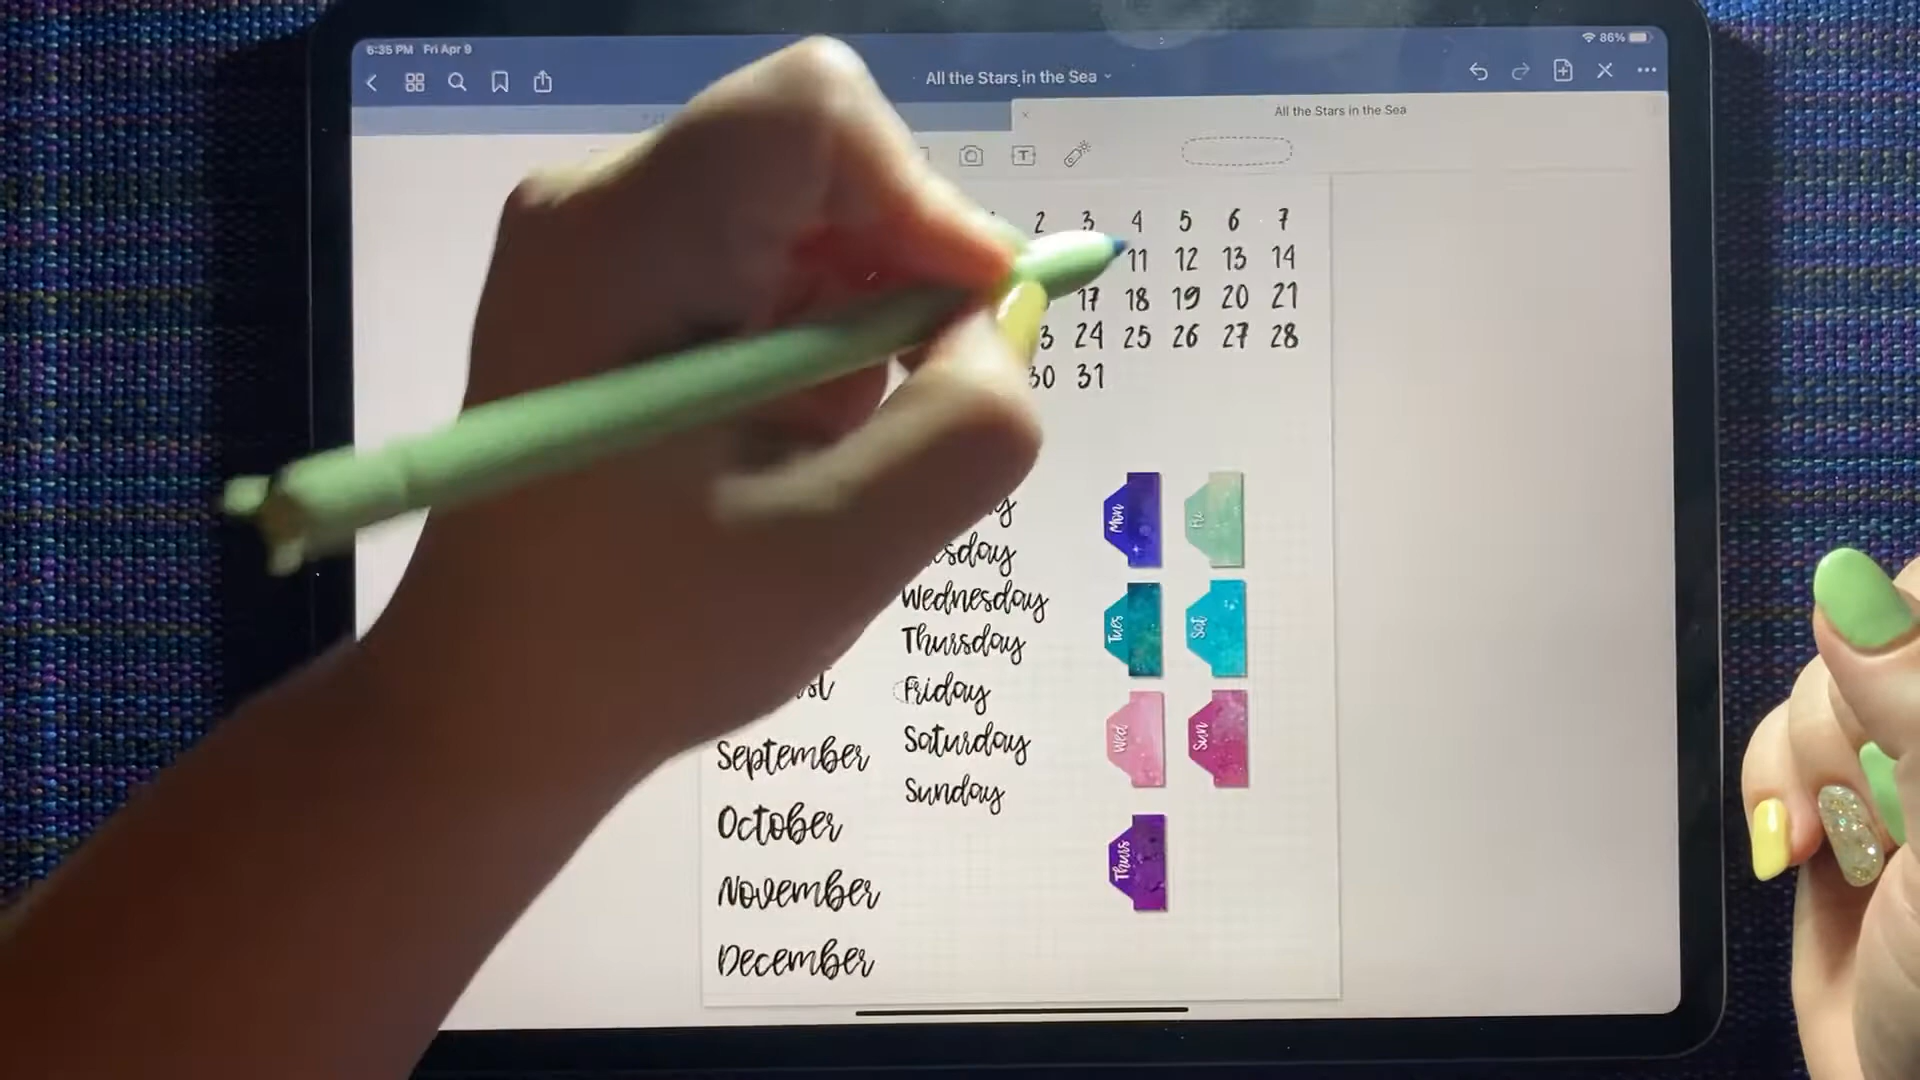 6:35 PM Fri Apr 9
86%
All the Stars in the Sea
All the Stars in the Sea
T
2 3 4 5 6 7
11 12 13 14
17 18 19 20 21
24 25 26 27 28
30 31
Wednesday
Thursday
Friday
Saturday
Sunday
September
October
November
December
Mon
Fri
Tues
Sat
Wed
Sun
Thurs